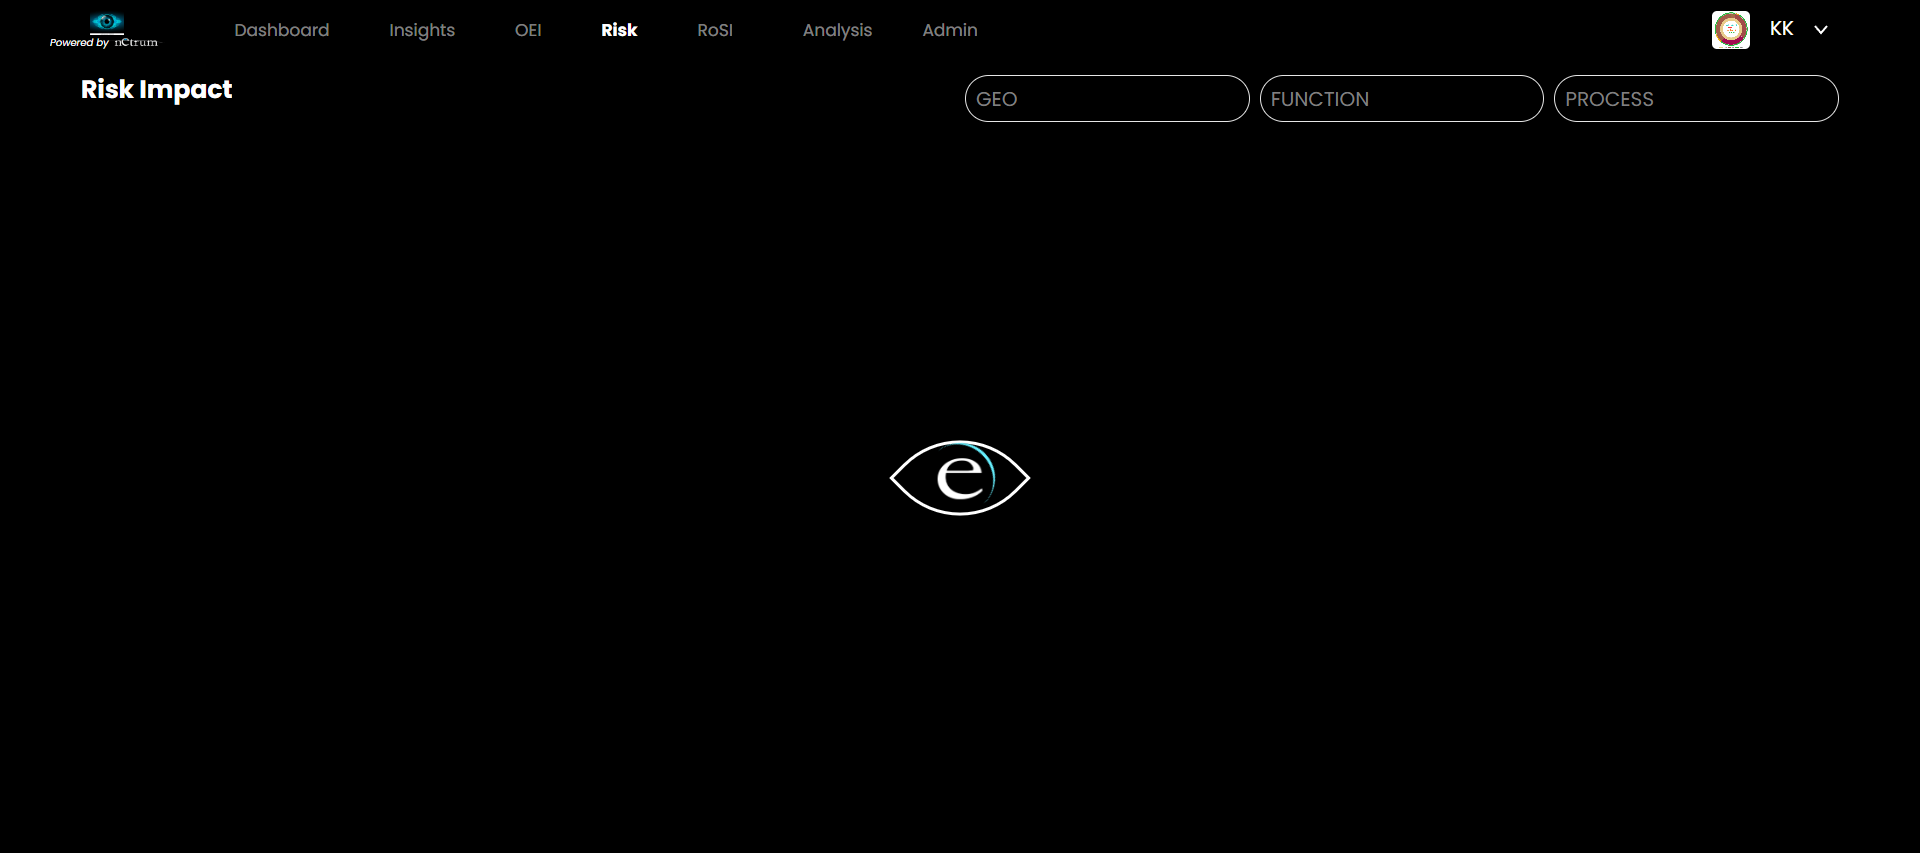 Powered by nCtrum
Dashboard
Insights
OEI
Risk
RoSI
Analysis
Admin
KK
Risk Impact
GEO
FUNCTION
PROCESS
e